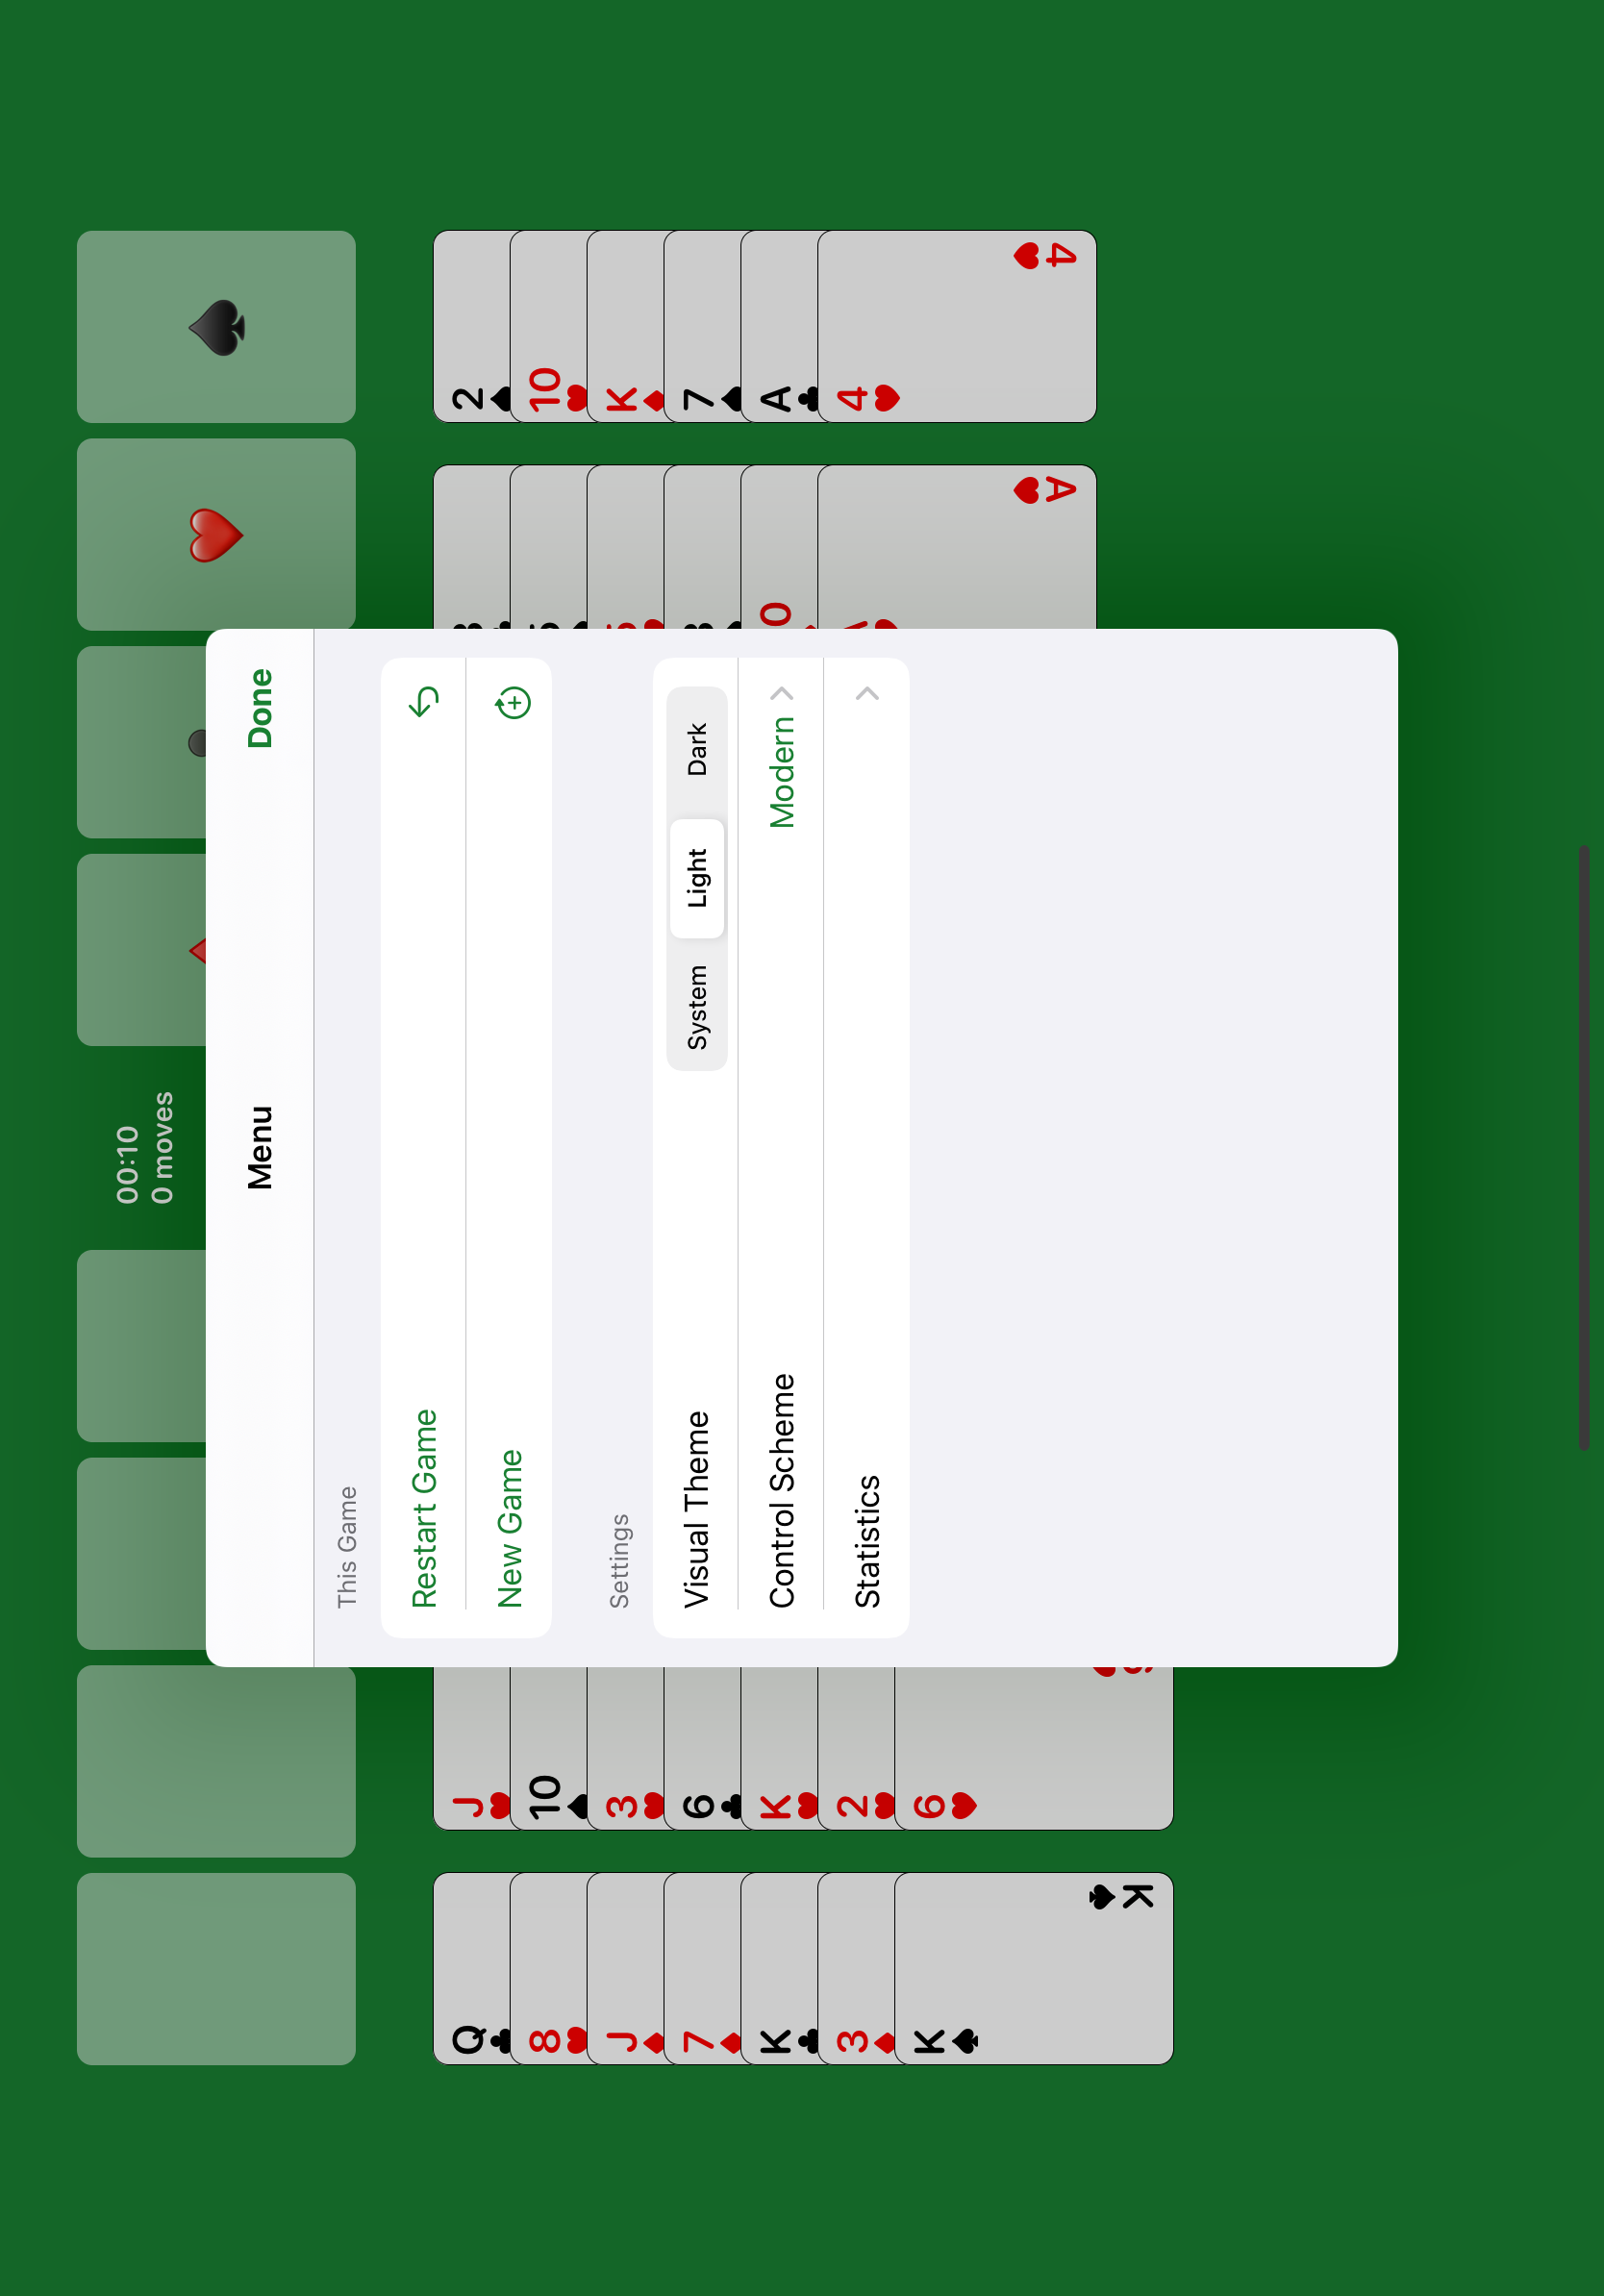 00:10
0 moves
Menu
Done
This Game
Restart Game
New Game
Settings
Visual Theme
System
Light
Dark
Control Scheme
Modern
Statistics
Q
8
J
7
K
3
K
K
J
10
3
6
K
2
6
A
2
10
K
7
A
4
4